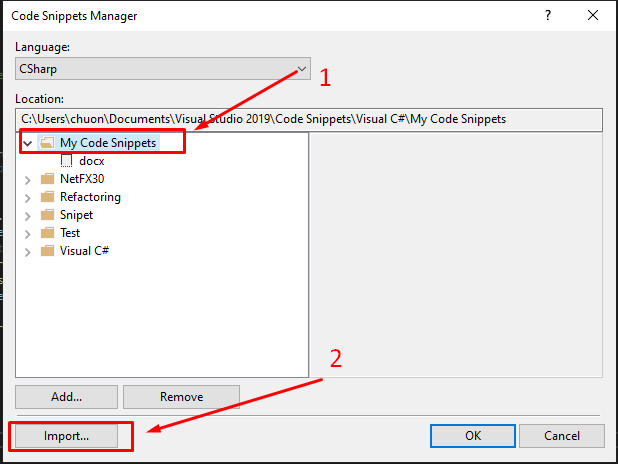 Code Snippets Manager
?
Language:
CSharp
1
Location:
C:\Users\chuon\Documents\Visual Studio 2019\Code Snippets\Visual C#\My Code Snippets
My Code Snippets
docx
NetFX30
Refactoring
Snipet
Test
Visual C#
2
Add... Remove
Import... OK Cancel